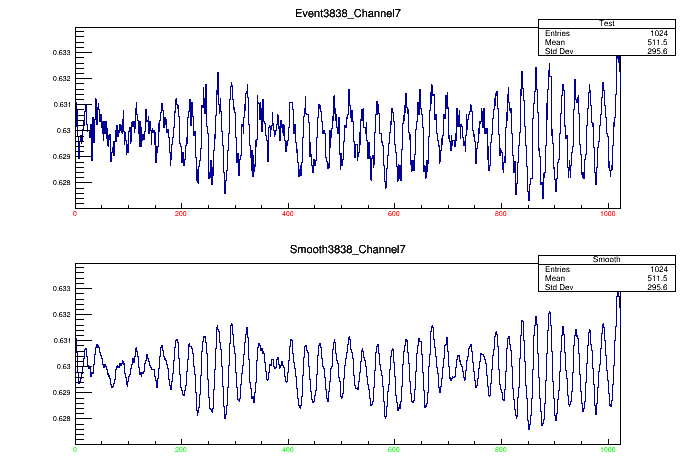 Event3838_Channel7
Test
Entries 1024
Mean 511.5
Std Dev 295.6
0.633
0.632
0.631
0.63
0.629
0.628
0 200 400 600 800 1000
Smooth3838_Channel7
Smooth
Entries 1024
Mean 511.5
Std Dev 295.6
0.633
0.632
0.631
0.63
0.629
0.628
0 200 400 600 800 1000